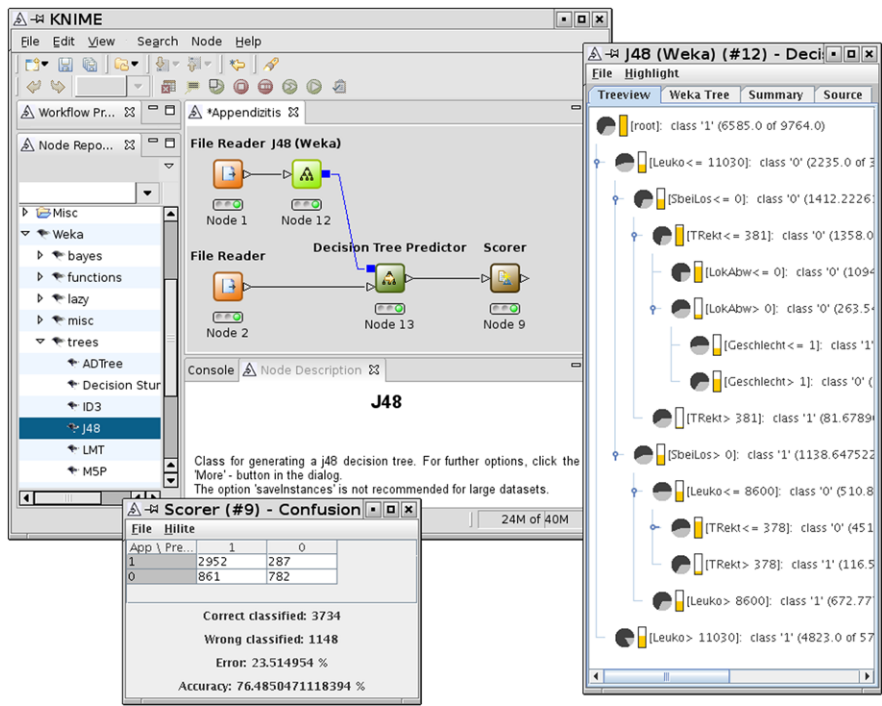 KNIME
File Edit View Search Node Help
Workflow Pr...
Node Repo...
Misc
Weka
bayes
functions
lazy
misc
trees
ADTree
Decision Stur
ID3
J48
LMT
M5P
*Appendizitis
File Reader J48 (Weka)
Node 1 Node 12
Decision Tree Predictor Scorer
File Reader
Node 13 Node 9
Node 2
Console Node Description
J48
Class for generating a j48 decision tree. For further options, click the
'More' - button in the dialog.
The option 'saveInstances' is not recommended for large datasets.
24M of 40M
Scorer (#9) - Confusion
File Hilite
App \ Pre... 1 0
1 2952 287
0 861 782
Correct classified: 3734
Wrong classified: 1148
Error: 23.514954 %
Accuracy: 76.4850471118394 %
J48 (Weka) (#12) - Deci
File Highlight
Treeview Weka Tree Summary Source
[root]: class '1' (6585.0 of 9764.0)
[Leuko<= 11030]: class '0' (2235.0 of 3
[SbeiLos<= 0]: class '0' (1412.2226
[TRekt<= 381]: class '0' (1358.0
[LokAbw<= 0]: class '0' (1094
[LokAbw> 0]: class '0' (263.54
[Geschlecht<= 1]: class '1'
[Geschlecht> 1]: class '0' (
[TRekt> 381]: class '1' (81.6789
[SbeiLos> 0]: class '1' (1138.647522
[Leuko<= 8600]: class '0' (510.8
[TRekt<= 378]: class '0' (451
[TRekt> 378]: class '1' (116.5
[Leuko> 8600]: class '1' (672.77
[Leuko> 11030]: class '1' (4823.0 of 57